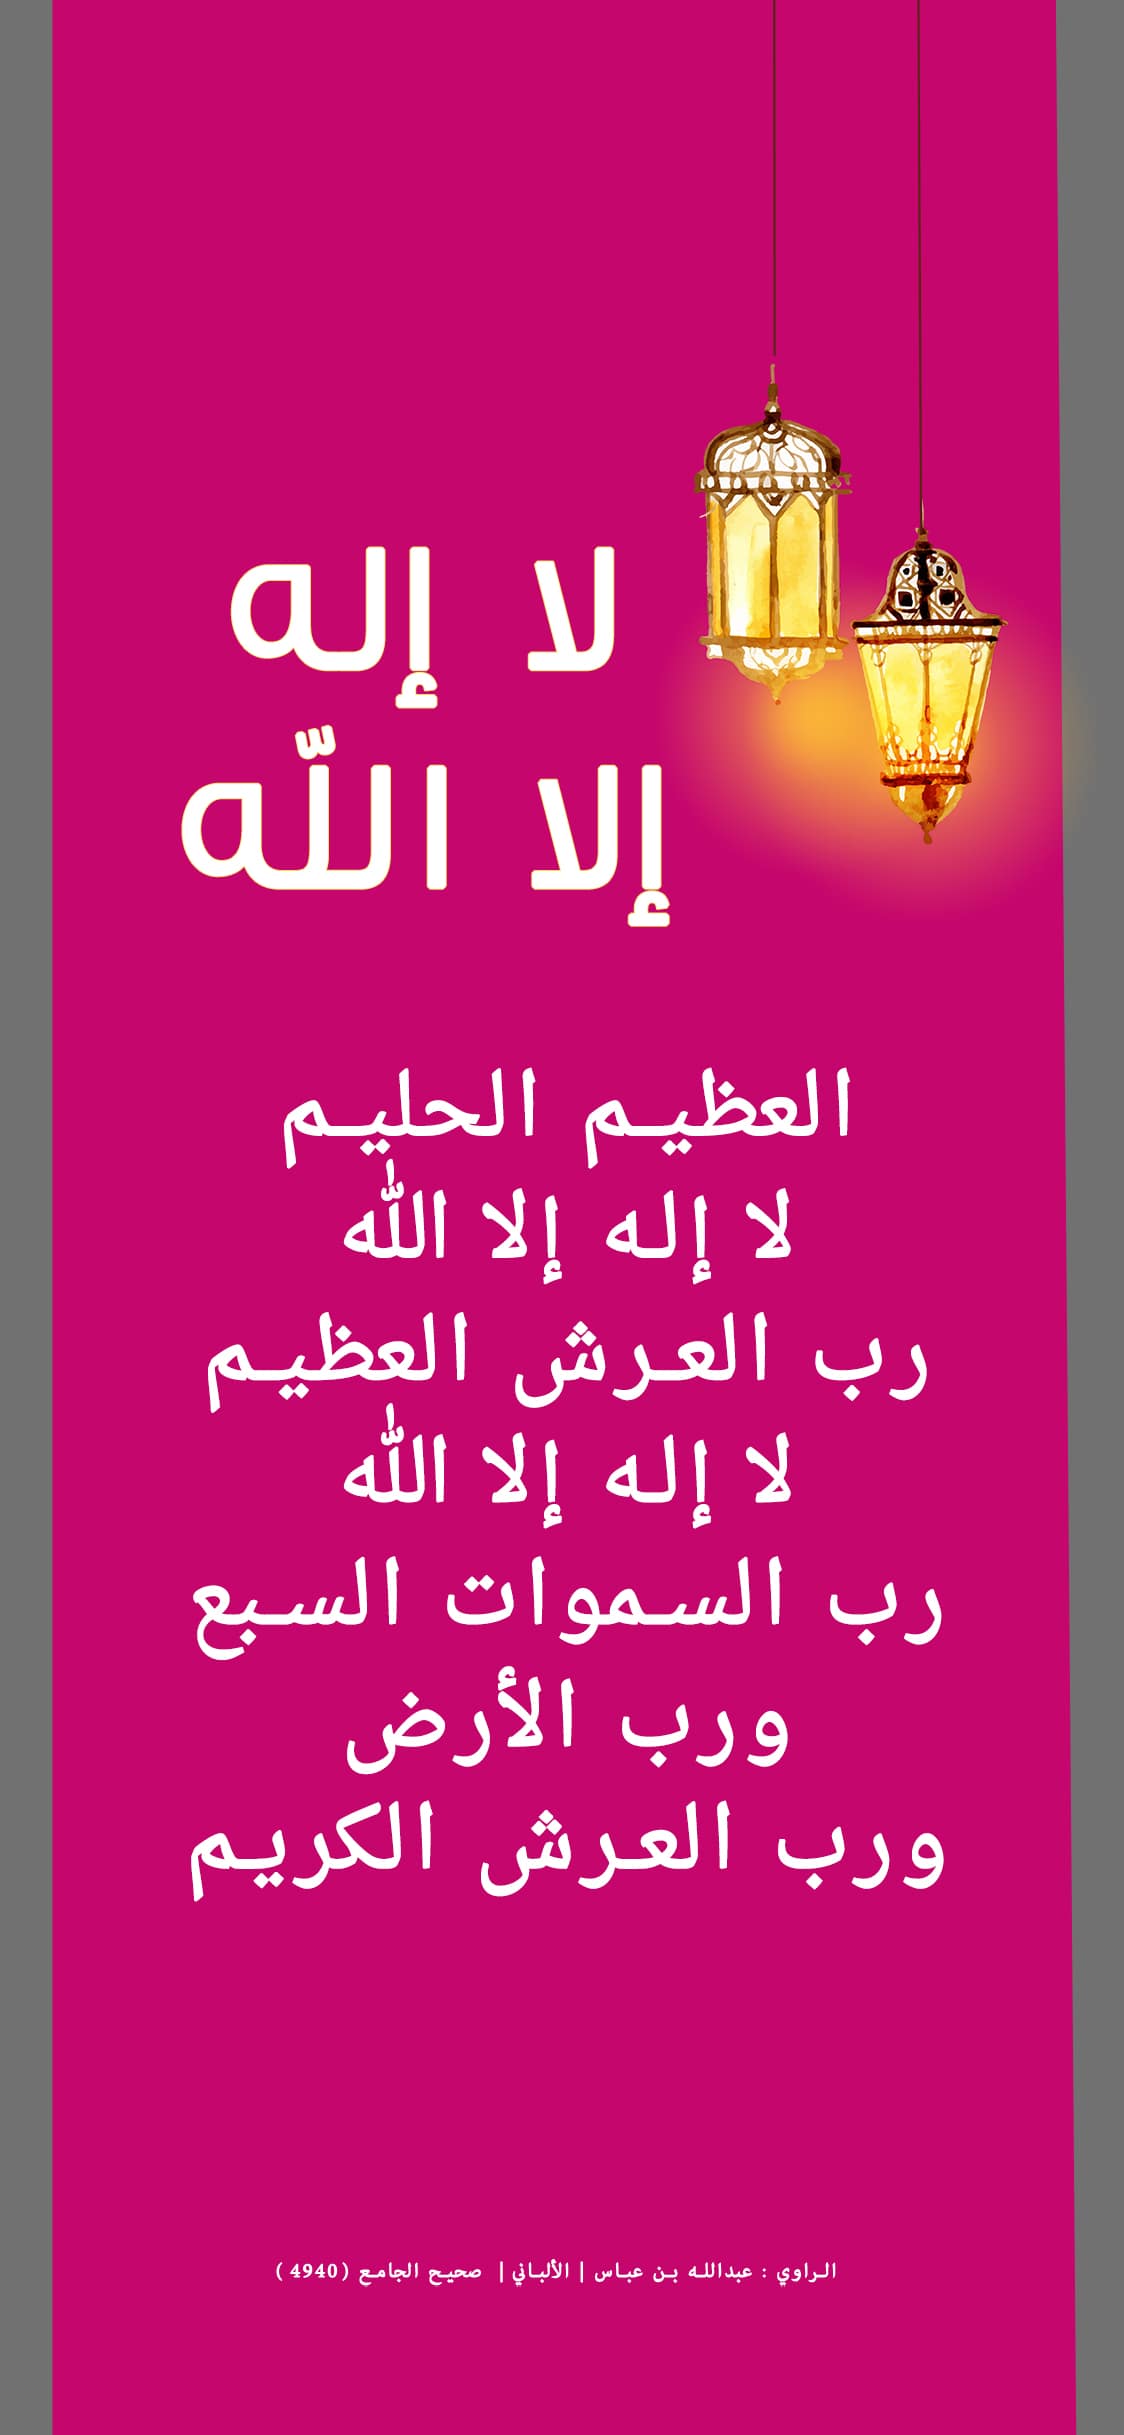 لا إله
إلا اللّه
العظيم الحليم
لا إله إلا الله
رب العرش العظيم
لا إله إلا الله
رب السموات السبع
ورب الأرض
ورب العرش الكريم
الراوي : عبدالله بن عباس | الألباني | صحيح الجامع (4940 )